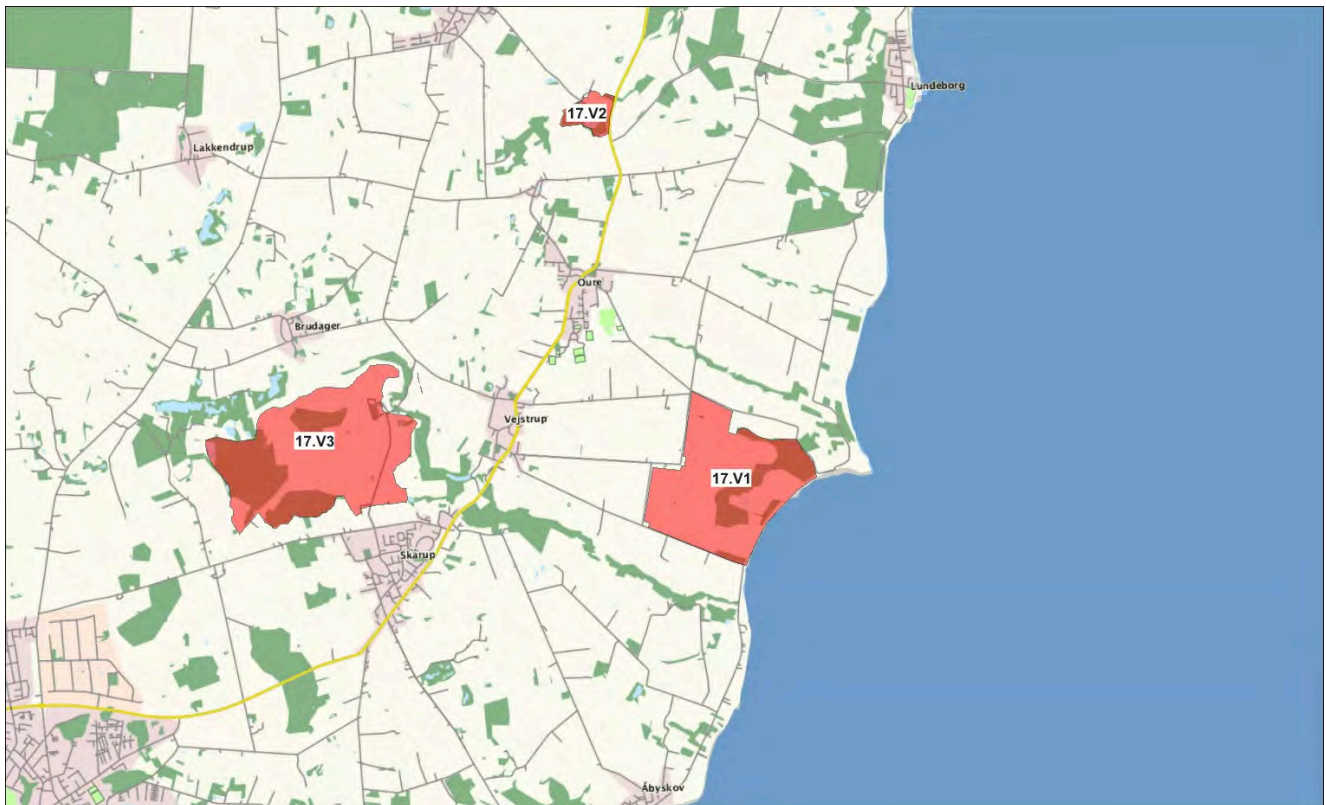 Lundeborg
17.V2
Lakkendrup
Oure
Brudager
Vejstrup
17.V3
17.V1
Skårup
Åbyskov